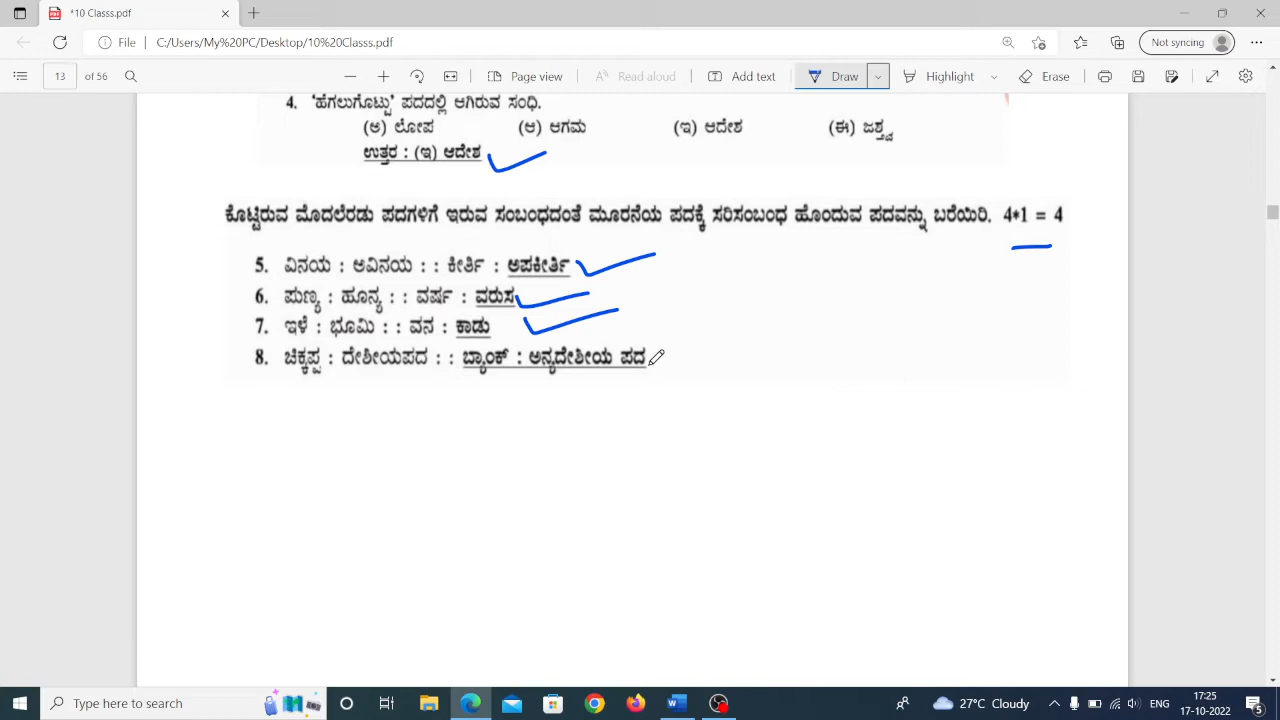 *10 Classs.pdf
File C:/Users/My%20PC/Desktop/10%20Class.pdf Not syncing
13 of 56 Page view Read aloud Add text Draw Highlight Erase
4. 'ಹೆಗಲುಗೊಟ್ಟು' ಪದದಲ್ಲಿ ಆಗಿರುವ ಸಂಧಿ.
(ಅ) ಲೋಪ (ಆ) ಆಗಮ (ಇ) ಆದೇಶ (ಈ) ಜಶ್ತ್ವ
ಉತ್ತರ : (ಇ) ಆದೇಶ
ಕೊಟ್ಟಿರುವ ಮೊದಲೆರಡು ಪದಗಳಿಗೆ ಇರುವ ಸಂಬಂಧದಂತೆ ಮೂರನೆಯ ಪದಕ್ಕೆ ಸರಿಸಂಬಂಧ ಹೊಂದುವ ಪದವನ್ನು ಬರೆಯಿರಿ. 4*1 = 4
5. ವಿನಯ : ಅವಿನಯ : : ಕೀರ್ತಿ : ಅಪಕೀರ್ತಿ
6. ಪುಣ್ಯ : ಹೂನ್ಯ : : ವರ್ಷ : ವರುಸ
7. ಇಳೆ : ಭೂಮಿ : : ವನ : ಕಾಡು
8. ಚಿಕ್ಕಪ್ಪ : ದೇಶೀಯಪದ : : ಬ್ಯಾಂಕ್ : ಅನ್ಯದೇಶೀಯ ಪದ
Type here to search 27°C Cloudy ENG 17:25
17-10-2022 5